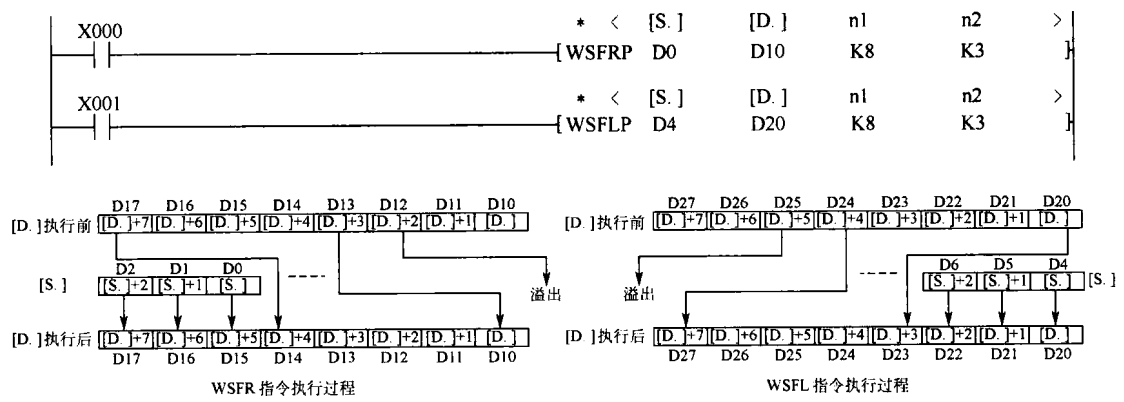 * < [S. ] [D. ] n1 n2 >
X000
[ WSFRP D0 D10 K8 K3 ]
* < [S. ] [D. ] n1 n2 >
X001
[ WSFLP D4 D20 K8 K3 ]
D17 D16 D15 D14 D13 D12 D11 D10
[D. ]执行前 [D. ]+7 [D. ]+6 [D. ]+5 [D. ]+4 [D. ]+3 [D. ]+2 [D. ]+1 [D. ]
D2 D1 D0
[S. ] [S. ]+2 [S. ]+1 [S. ]
溢出
[D. ]执行后 [D. ]+7 [D. ]+6 [D. ]+5 [D. ]+4 [D. ]+3 [D. ]+2 [D. ]+1 [D. ]
D17 D16 D15 D14 D13 D12 D11 D10
WSFR 指令执行过程
D27 D26 D25 D24 D23 D22 D21 D20
[D. ]执行前 [D. ]+7 [D. ]+6 [D. ]+5 [D. ]+4 [D. ]+3 [D. ]+2 [D. ]+1 [D. ]
D6 D5 D4
[S. ]+2 [S. ]+1 [S. ] [S. ]
溢出
[D. ]执行后 [D. ]+7 [D. ]+6 [D. ]+5 [D. ]+4 [D. ]+3 [D. ]+2 [D. ]+1 [D. ]
D27 D26 D25 D24 D23 D22 D21 D20
WSFL 指令执行过程